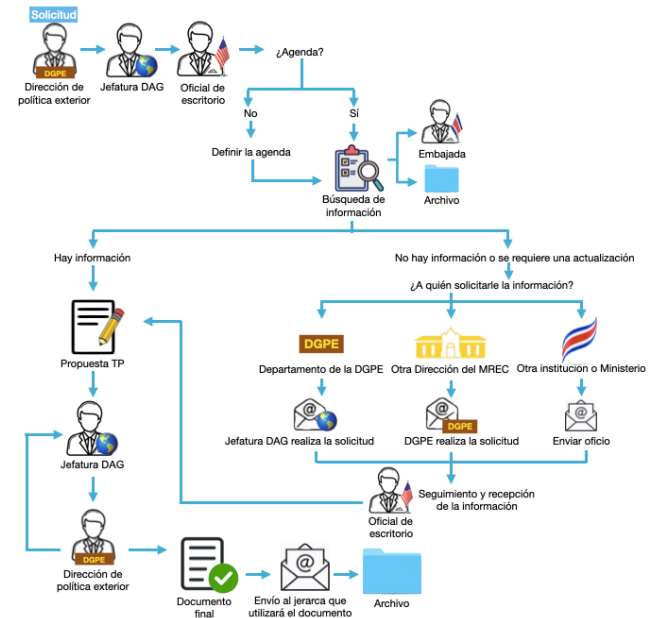 Solicitud
DGPE
Dirección de
política exterior
Jefatura DAG
Oficial de
escritorio
¿Agenda?
No
Sí
Definir la agenda
Búsqueda de
información
Embajada
Archivo
Hay información
No hay información o se requiere una actualización
¿A quién solicitarle la información?
Propuesta TP
DGPE
Departamento de la DGPE
Otra Dirección del MREC
Otra institución o Ministerio
@
Jefatura DAG realiza la solicitud
@
DGPE
DGPE realiza la solicitud
@
Enviar oficio
Jefatura DAG
Oficial de
escritorio
Seguimiento y recepción
de la información
DGPE
Dirección de
política exterior
Documento
final
@
Envío al jerarca que
utilizará el documento
Archivo